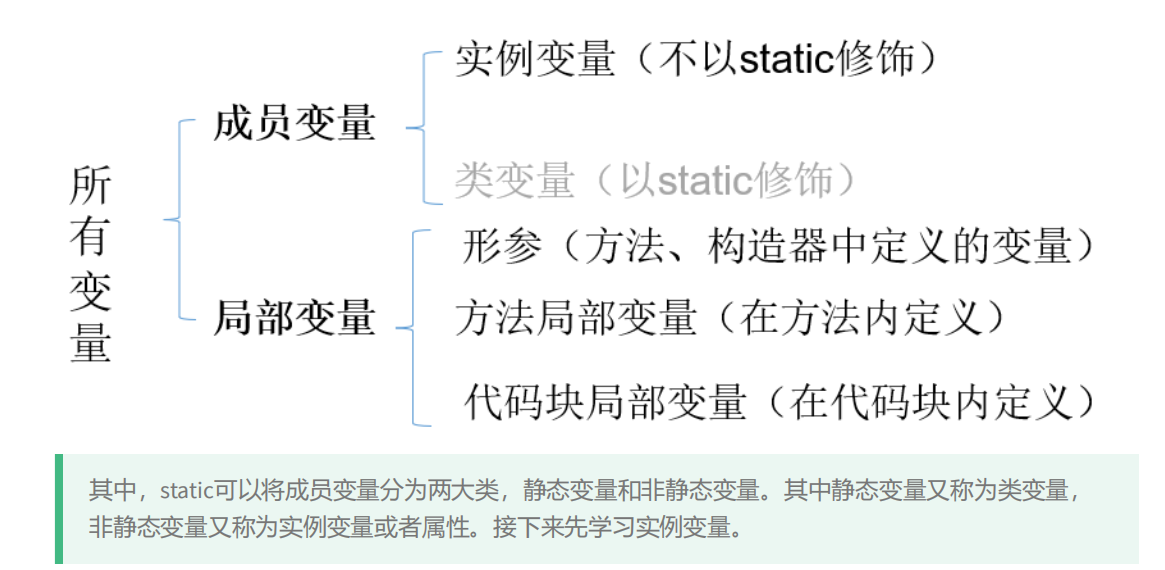 所有变量
成员变量
实例变量（不以static修饰）
类变量（以static修饰）
局部变量
形参（方法、构造器中定义的变量）
方法局部变量（在方法内定义）
代码块局部变量（在代码块内定义）
其中，static可以将成员变量分为两大类，静态变量和非静态变量。其中静态变量又称为类变量，
非静态变量又称为实例变量或者属性。接下来先学习实例变量。